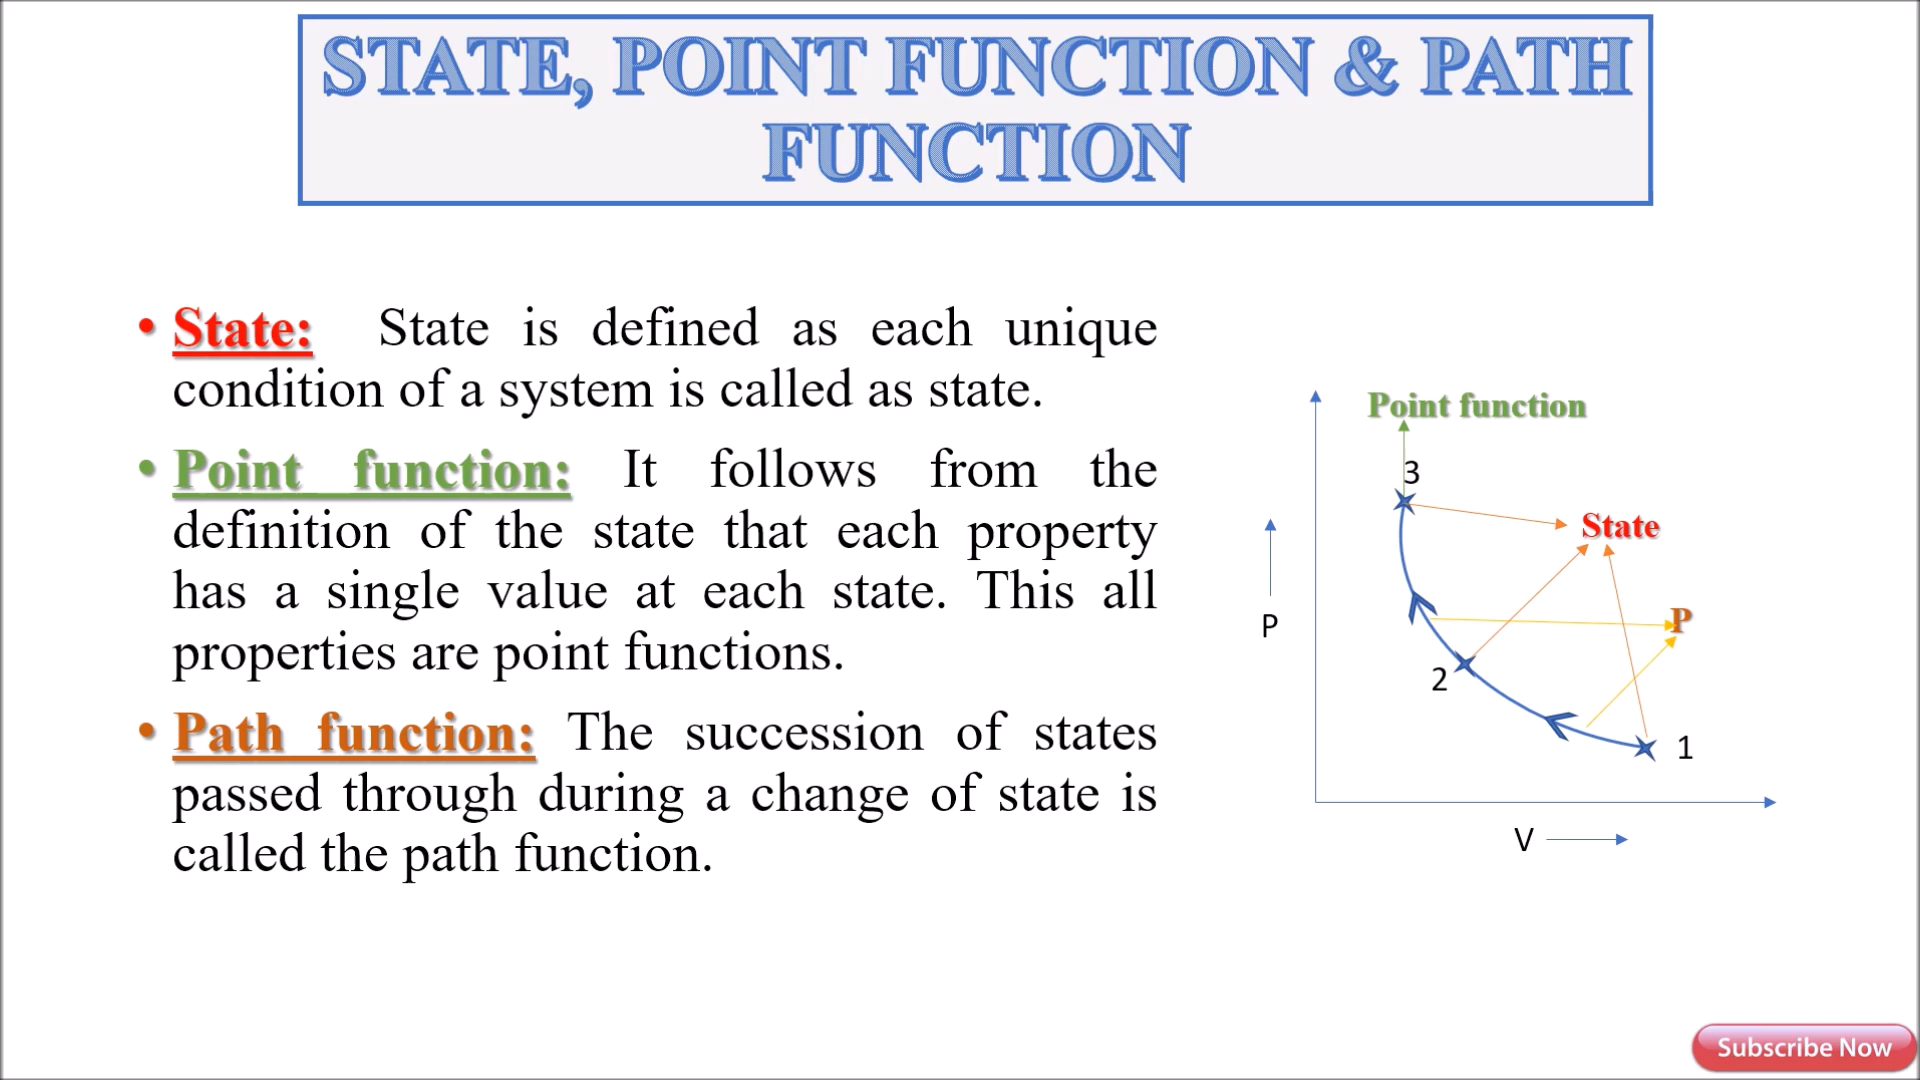 STATE, POINT FUNCTION & PATH
FUNCTION
• State: State is defined as each unique
condition of a system is called as state.
• Point function: It follows from the
definition of the state that each property
has a single value at each state. This all
properties are point functions.
• Path function: The succession of states
passed through during a change of state is
called the path function.
Point function
3
State
P
P
2
1
V
Subscribe Now